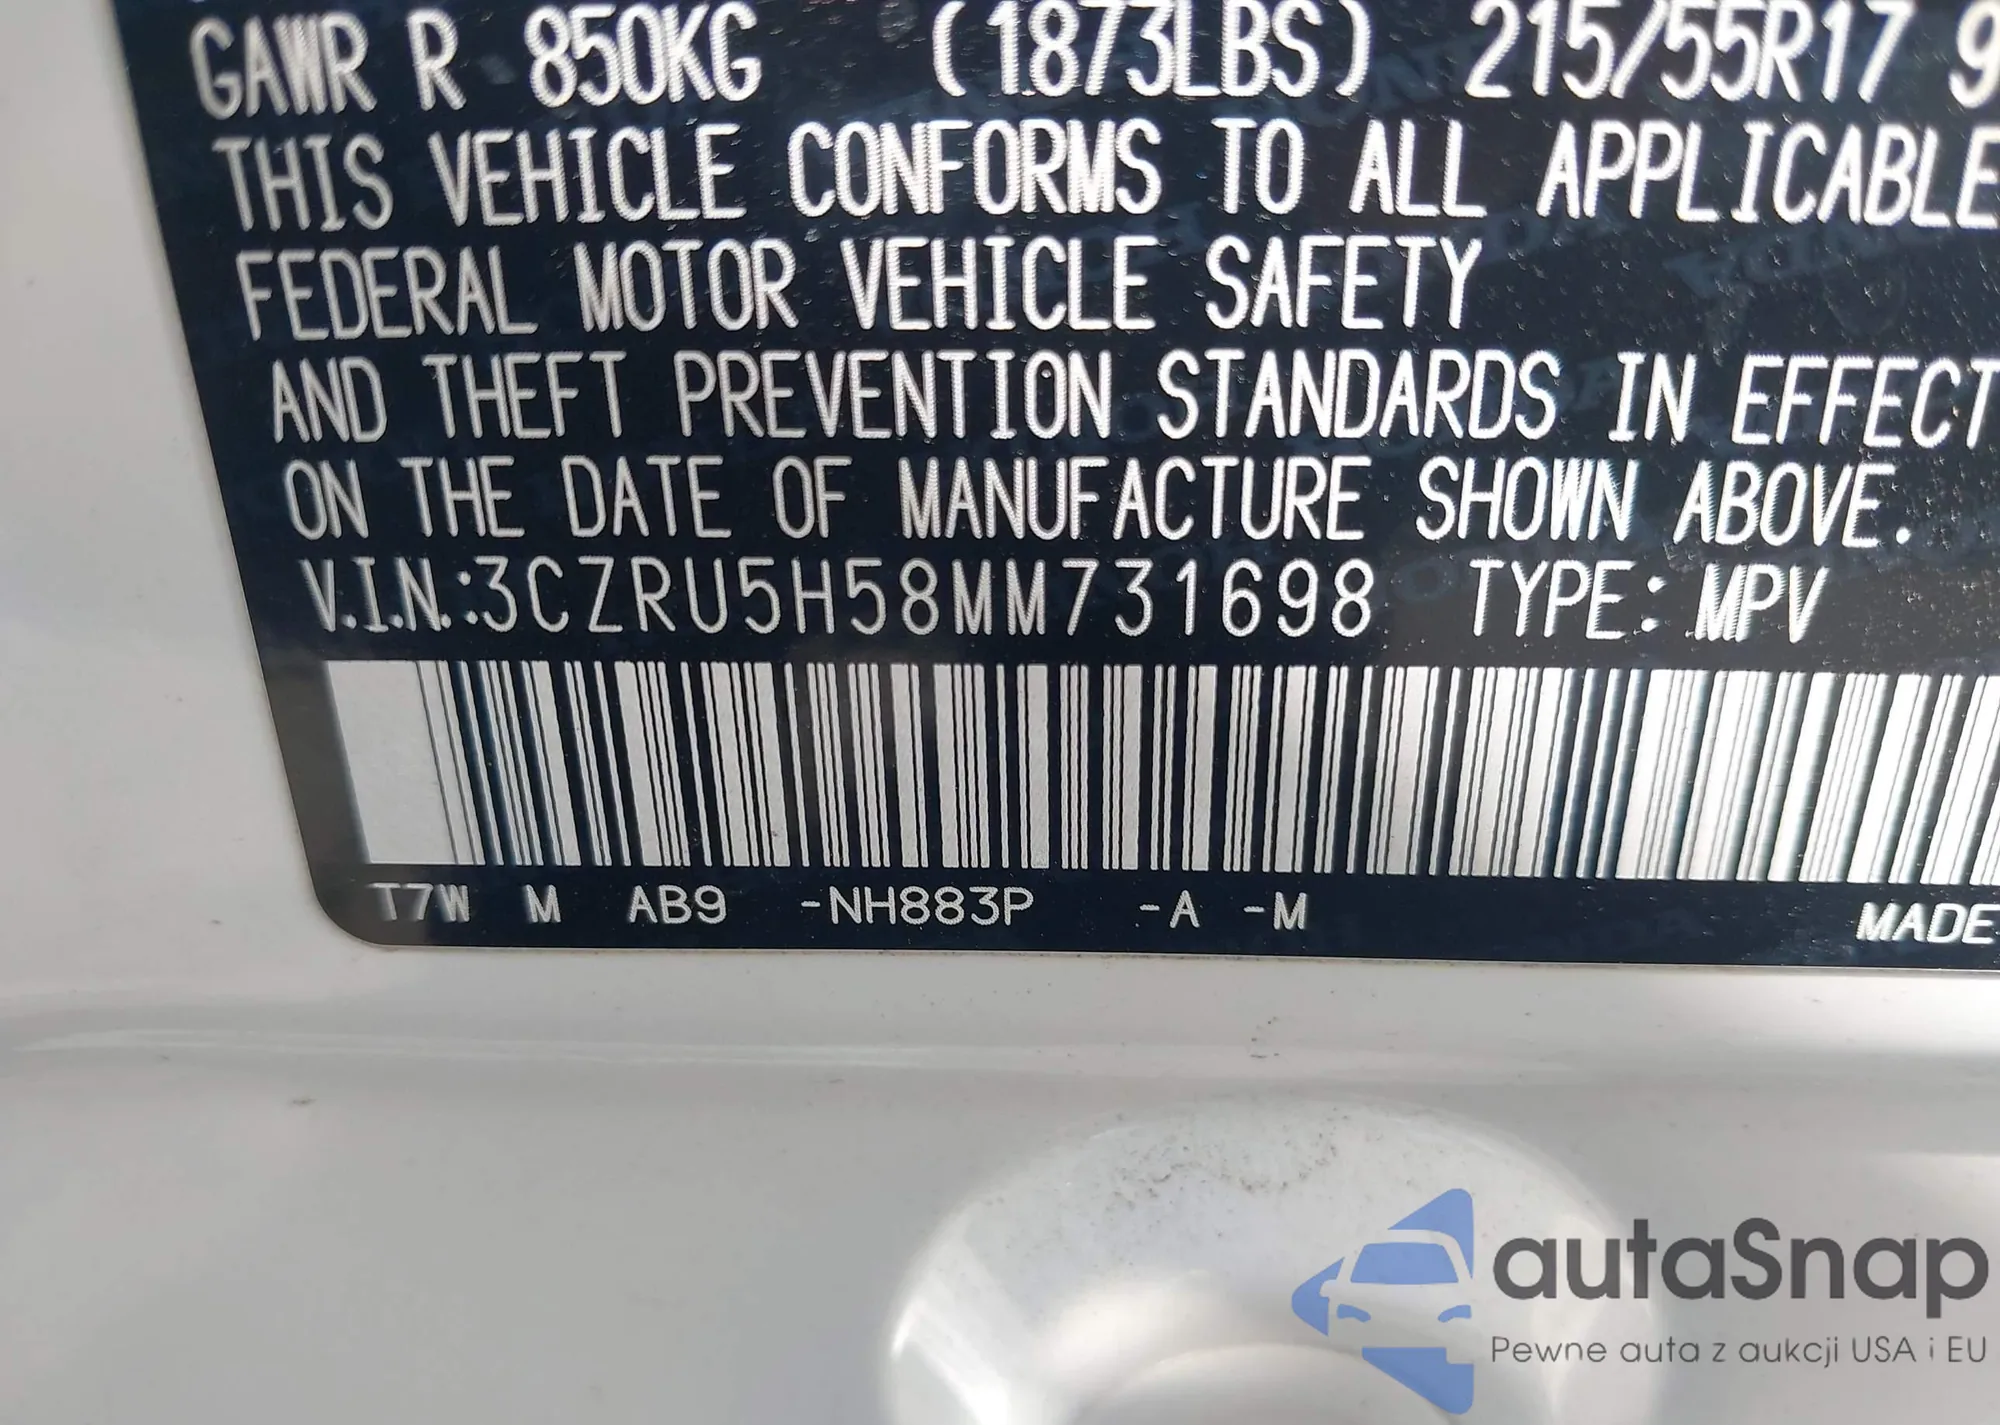 GAWR R 850KG (1873LBS) 215/55R17 9
THIS VEHICLE CONFORMS TO ALL APPLICABLE
FEDERAL MOTOR VEHICLE SAFETY
AND THEFT PREVENTION STANDARDS IN EFFECT
ON THE DATE OF MANUFACTURE SHOWN ABOVE.
V.I.N.:3CZRU5H58MM731698 TYPE: MPV
T7W M AB9 -NH883P -A -M
MADE
autaSnap
Pewne auta z aukcji USA i EU